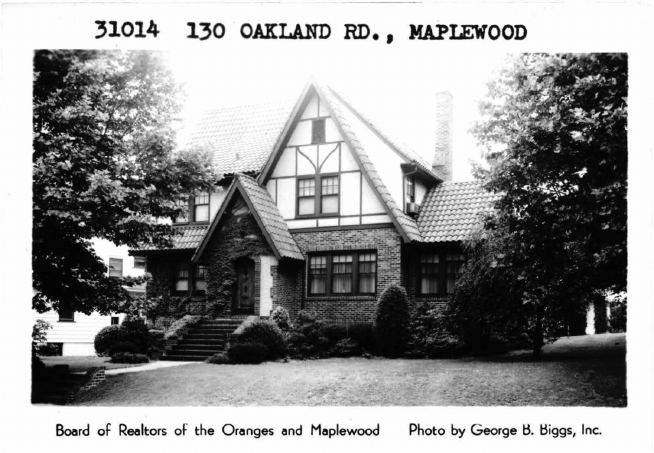 31014 130 OAKLAND RD., MAPLEWOOD
Board of Realtors of the Oranges and Maplewood Photo by George B. Biggs, Inc.